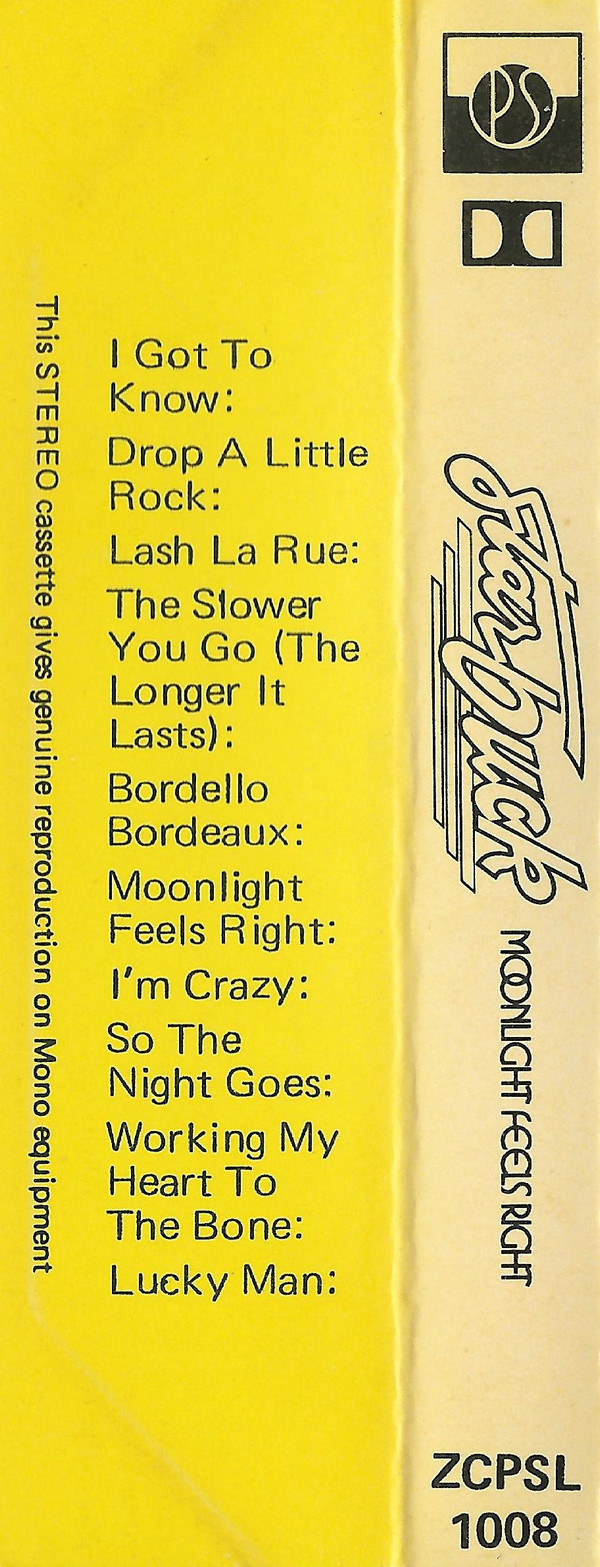 This STEREO cassette gives genuine reproduction on Mono equipment
I Got To
Know:
Drop A Little
Rock:
Lash La Rue:
The Slower
You Go (The
Longer It
Lasts):
Bordello
Bordeaux:
Moonlight
Feels Right:
I'm Crazy:
So The
Night Goes:
Working My
Heart To
The Bone:
Lucky Man:
PS
Starbuck
MOONLIGHT FEELS RIGHT
ZCPSL
1008